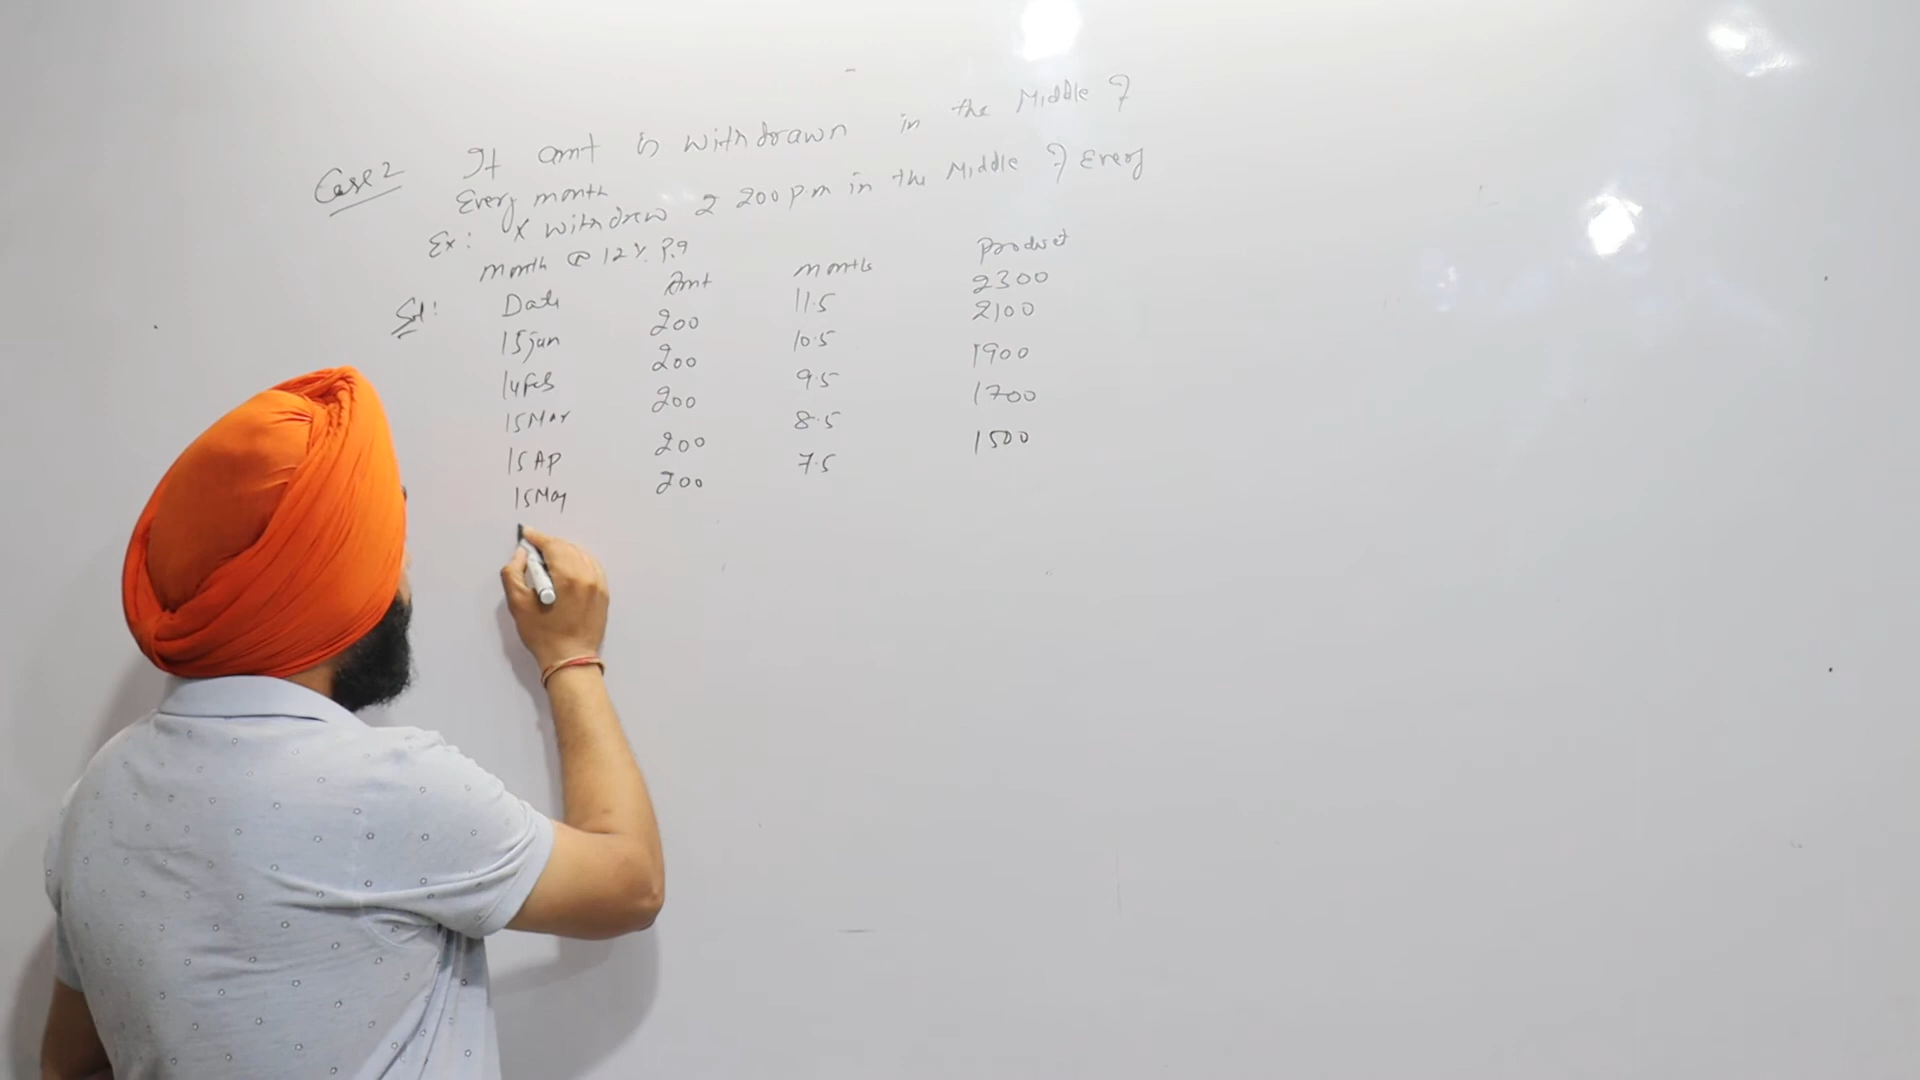 Case 2 If amt is withdrawn in the Middle of
Every month
Ex: X withdrew ₹ 200 p.m in the Middle of Every
month @ 12% P.a
Sol: Date Amt months Product
15 jan 200 11.5 2300
14 Feb 200 10.5 2100
15 Mar 200 9.5 1900
15 AP 200 8.5 1700
15 May 200 7.5 1500